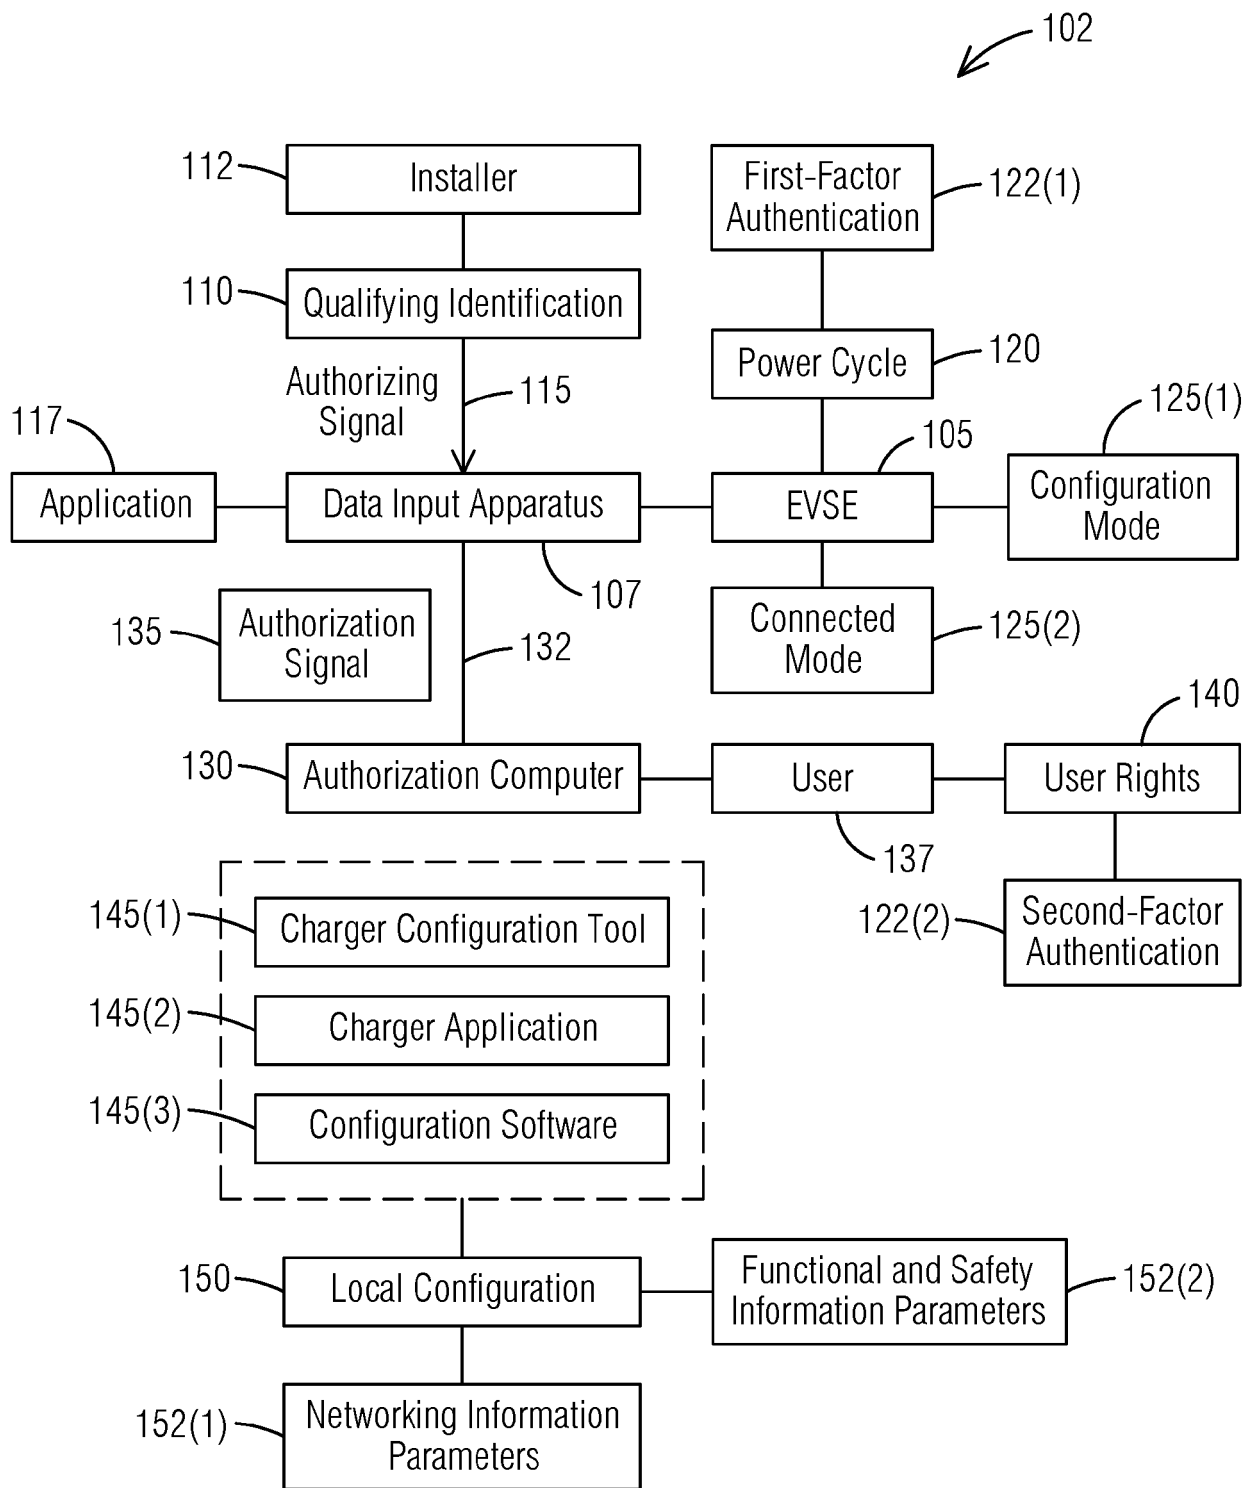 102
112
Installer
First-Factor
Authentication
122(1)
110
Qualifying Identification
Power Cycle
120
Authorizing
Signal
115
117
105
125(1)
Application
Data Input Apparatus
EVSE
Configuration
Mode
107
135
Authorization
Signal
132
Connected
Mode
125(2)
140
130
Authorization Computer
User
User Rights
137
145(1)
Charger Configuration Tool
122(2)
Second-Factor
Authentication
145(2)
Charger Application
145(3)
Configuration Software
150
Local Configuration
Functional and Safety
Information Parameters
152(2)
152(1)
Networking Information
Parameters